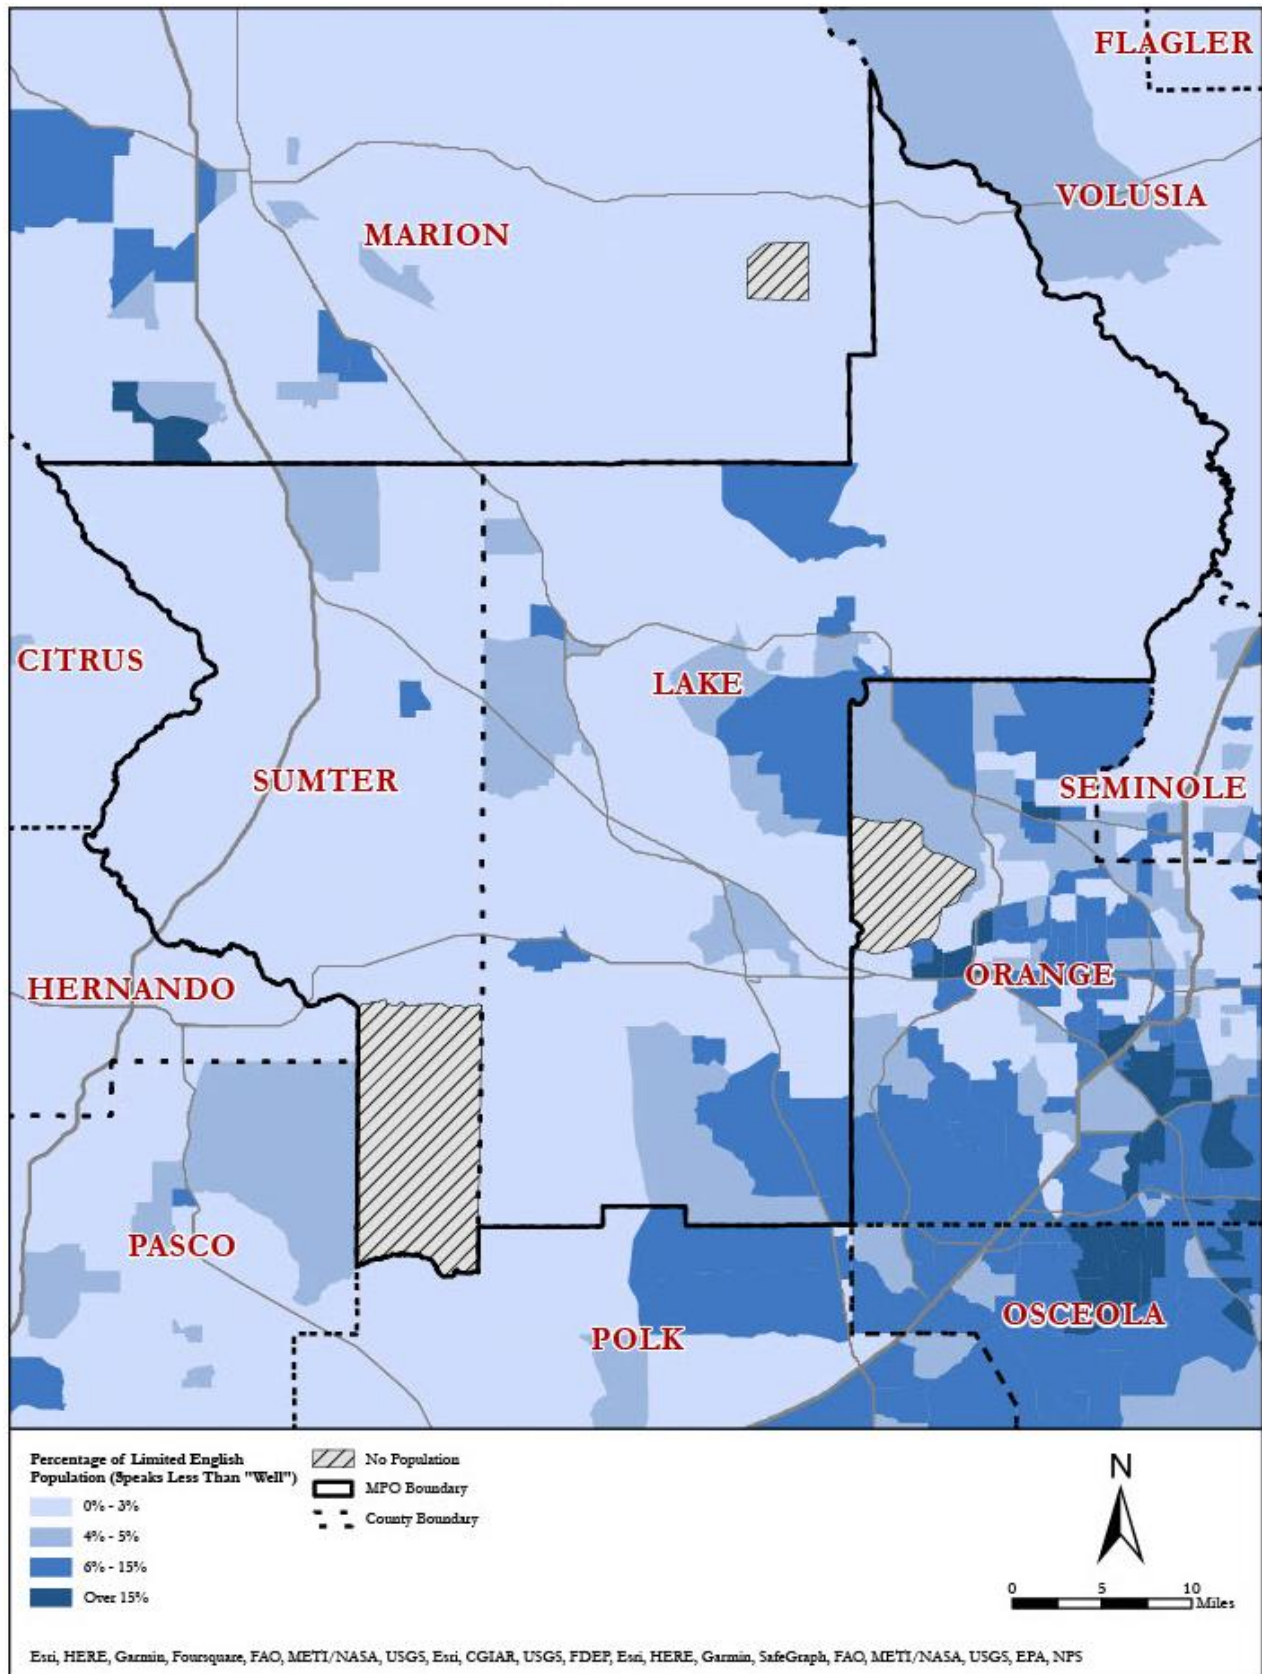 FLAGLER
VOLUSIA
MARION
CITRUS
LAKE
SUMTER
SEMINOLE
HERNANDO
ORANGE
PASCO
OSCEOLA
POLK
Percentage of Limited English
Population (Speaks Less Than "Well")
0% - 3%
4% - 5%
6% - 15%
Over 15%
No Population
MPO Boundary
County Boundary
N
0 5 10
Miles
Esri, HERE, Garmin, Foursquare, FAO, METI/NASA, USGS, Esri, CGIAR, USGS, FDEP, Esri, HERE, Garmin, SafeGraph, FAO, METI/NASA, USGS, EPA, NPS